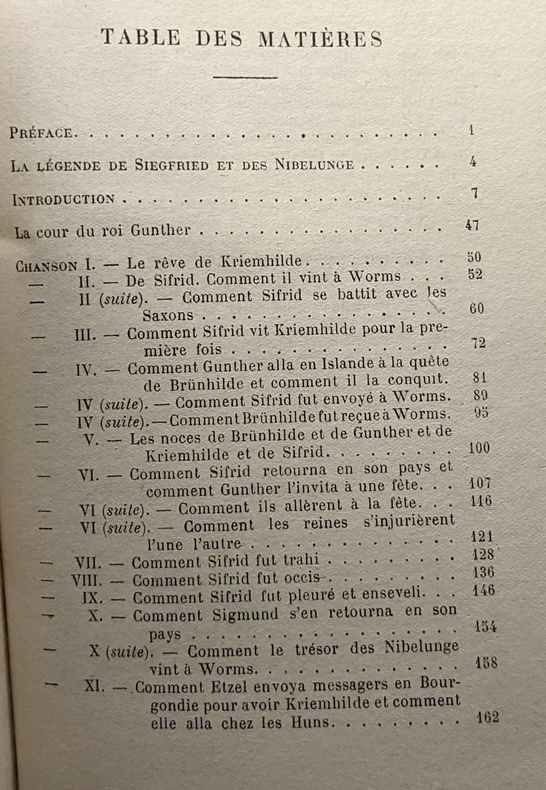 TABLE DES MATIÈRES
PRÉFACE. . . . . . . . . . . . . . . . . . . . 1
LA LÉGENDE DE SIEGFRIED ET DES NIBELUNGE . . . . . . 4
INTRODUCTION . . . . . . . . . . . . . . . . . . 7
La cour du roi Gunther . . . . . . . . . . . . . . 47
CHANSON I. — Le rêve de Kriemhilde. . . . . . . . . . 50
— II. — De Sifrid. Comment il vint à Worms . . . 52
— II (suite). — Comment Sifrid se battit avec les
Saxons . . . . . . . . . . . . . . . . 60
— III. — Comment Sifrid vit Kriemhilde pour la pre-
mière fois . . . . . . . . . . . . . . 72
— IV. — Comment Gunther alla en Islande à la quête
de Brünhilde et comment il la conquit. 81
— IV (suite). — Comment Sifrid fut envoyé à Worms. 89
— IV (suite). — Comment Brünhilde fut reçue à Worms. 95
— V. — Les noces de Brünhilde et de Gunther et de
Kriemhilde et de Sifrid. . . . . . . . . 100
— VI. — Comment Sifrid retourna en son pays et
comment Gunther l'invita à une fête. . . 107
— VI (suite). — Comment ils allèrent à la fête. . . 116
— VI (suite). — Comment les reines s'injurièrent
l'une l'autre . . . . . . . . . . . . . . 121
— VII. — Comment Sifrid fut trahi . . . . . . . . . 128
— VIII. — Comment Sifrid fut occis . . . . . . . . . 136
— IX. — Comment Sifrid fut pleuré et enseveli. . . 146
— X. — Comment Sigmund s'en retourna en son
pays . . . . . . . . . . . . . . . . . . 154
— X (suite). — Comment le trésor des Nibelunge
vint à Worms. . . . . . . . . . . . . 158
— XI. — Comment Etzel envoya messagers en Bour-
gondie pour avoir Kriemhilde et comment
elle alla chez les Huns. . . . . . . . . 162